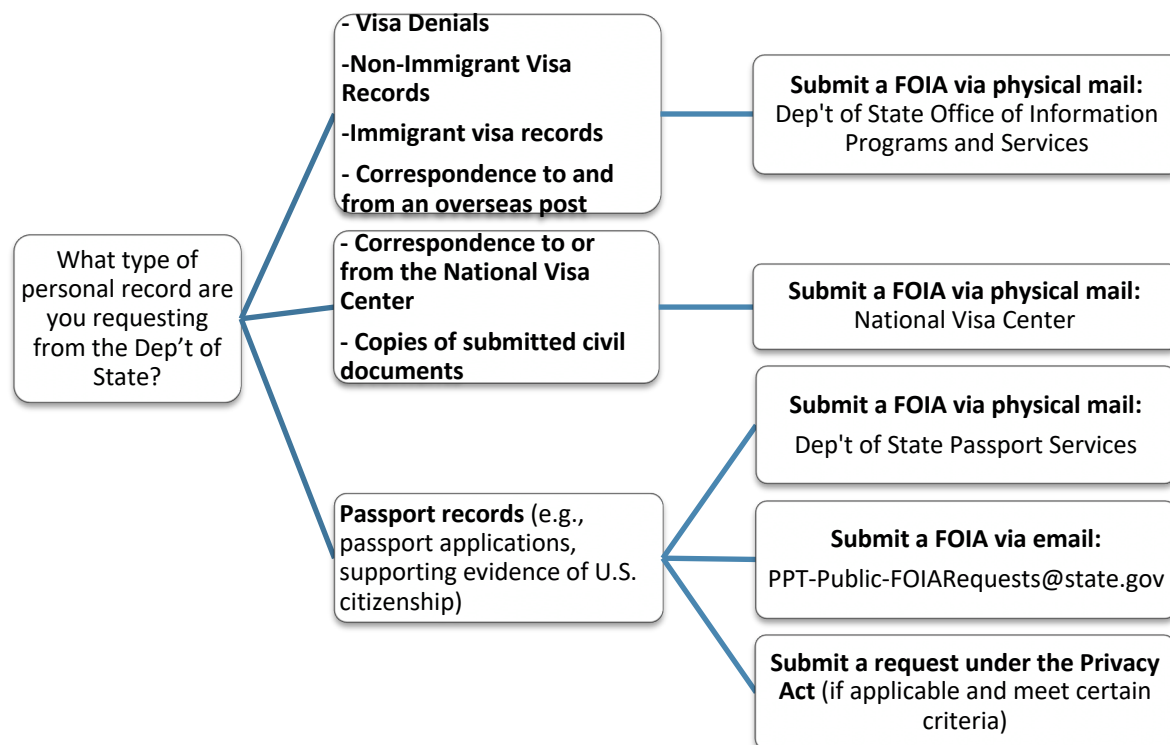 What type of
personal record are
you requesting
from the Dep’t of
State?
- Visa Denials
-Non-Immigrant Visa
Records
-Immigrant visa records
- Correspondence to and
from an overseas post
Submit a FOIA via physical mail:
Dep't of State Office of Information
Programs and Services
- Correspondence to or
from the National Visa
Center
- Copies of submitted civil
documents
Submit a FOIA via physical mail:
National Visa Center
Passport records (e.g.,
passport applications,
supporting evidence of U.S.
citizenship)
Submit a FOIA via physical mail:
Dep't of State Passport Services
Submit a FOIA via email:
PPT-Public-FOIARequests@state.gov
Submit a request under the Privacy
Act (if applicable and meet certain
criteria)